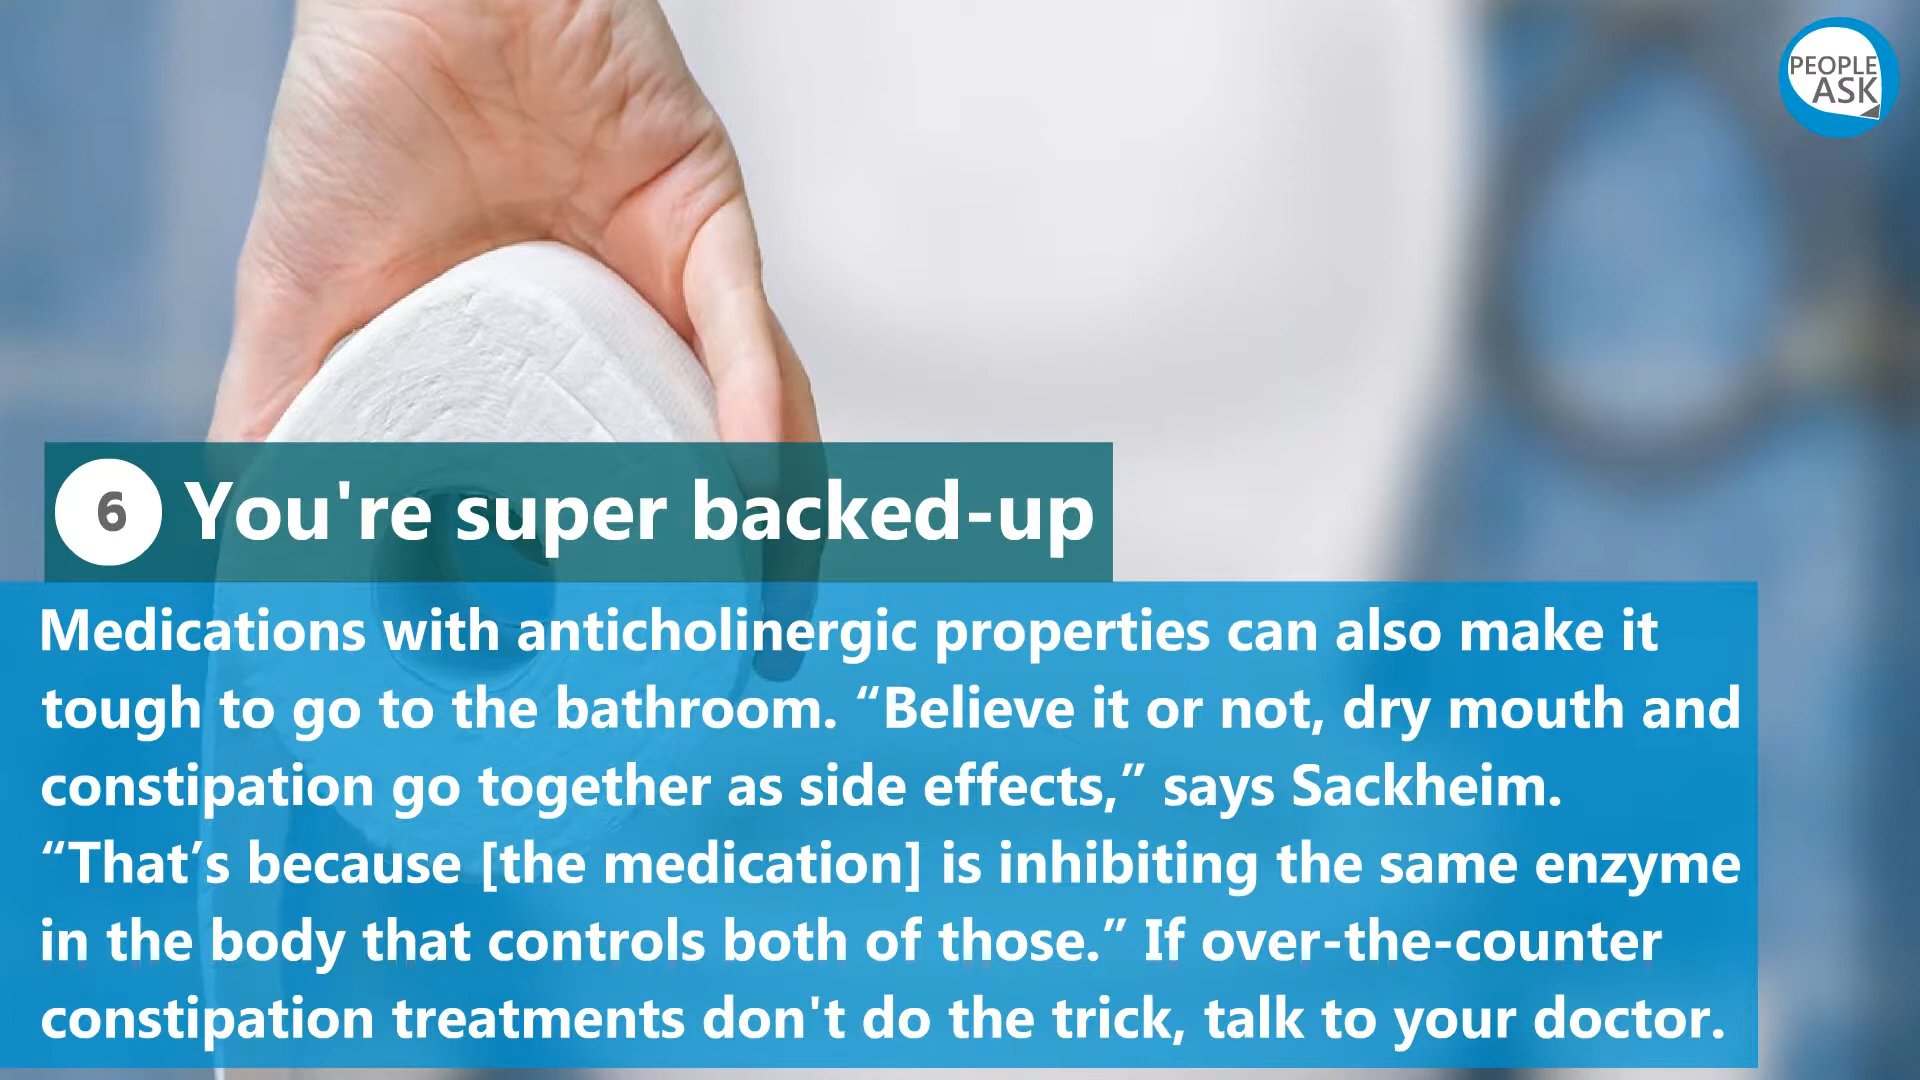 PEOPLE
ASK
6 You're super backed-up
Medications with anticholinergic properties can also make it
tough to go to the bathroom. “Believe it or not, dry mouth and
constipation go together as side effects,” says Sackheim.
“That’s because [the medication] is inhibiting the same enzyme
in the body that controls both of those.” If over-the-counter
constipation treatments don't do the trick, talk to your doctor.